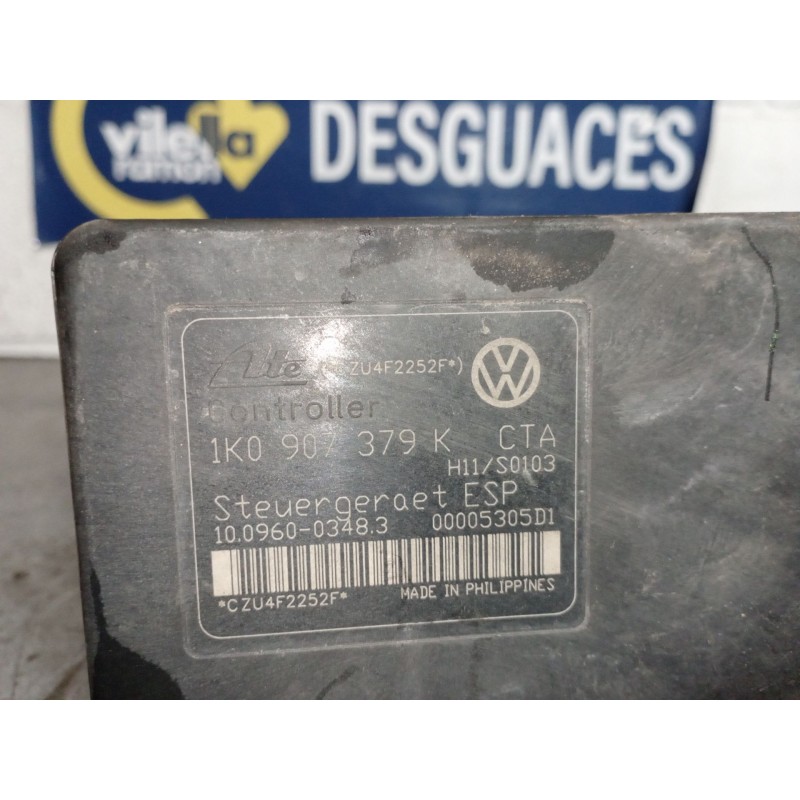 vilella
ramon
DESGUACES
Ate (*CZU4F2252F*)
Controller
1K0 907 379 K CTA
H11/S0103
Steuergeraet ESP
10.0960-0348.3 00005305D1
*CZU4F2252F* MADE IN PHILIPPINES